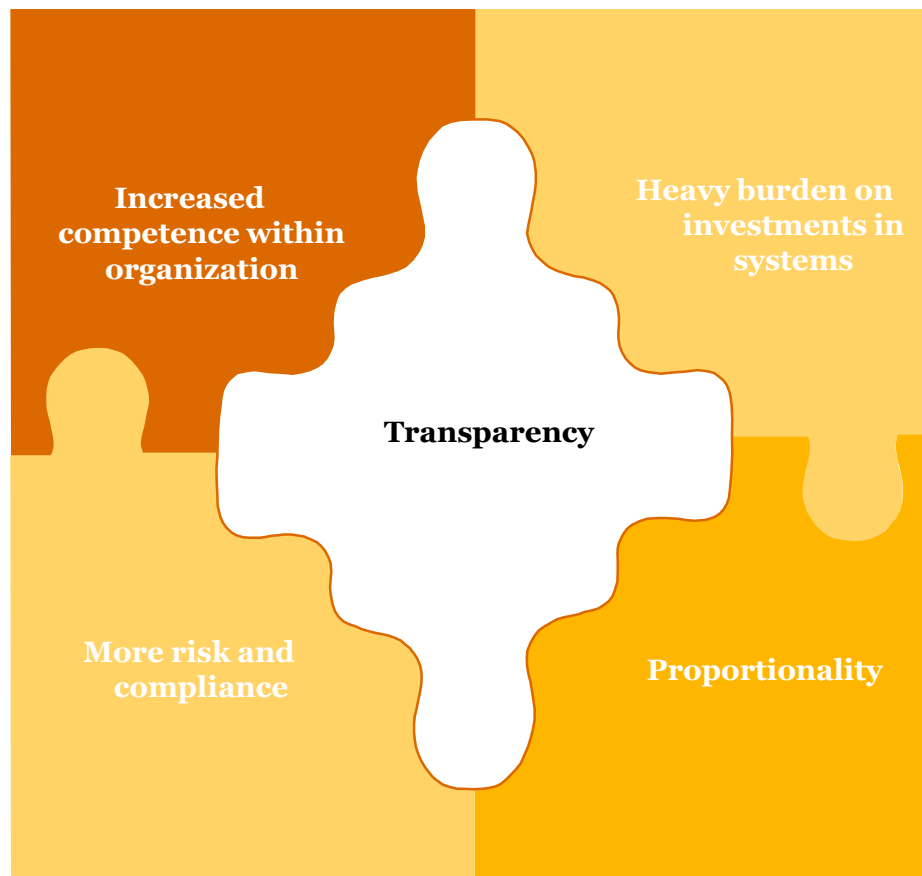 Increased
competence within
organization
Heavy burden on
investments in
systems
Transparency
More risk and
compliance
Proportionality